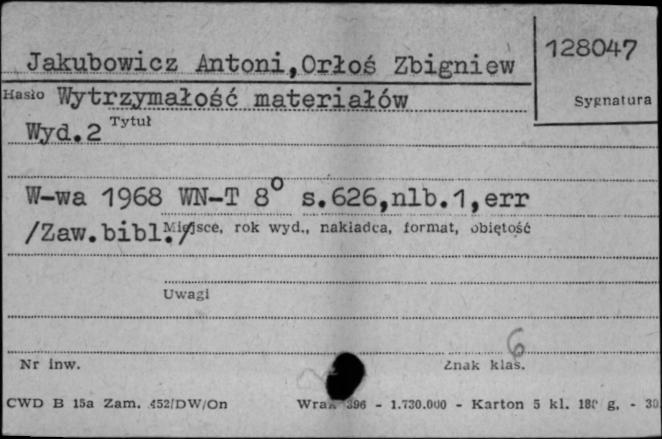 Jakubowicz Antoni,Orłoś Zbigniew
128047
Hasło Wytrzymałość materiałów
Sygnatura
Wyd.2 Tytuł
W-wa 1968 WN-T 8° s.626,nlb.1,err
/Zaw.bibl./ Miejsce, rok wyd., nakładca, format, objętość
Uwagi
6
Nr inw.
Znak klas.
CWD B 15a Zam. 452/DW/On 396 - 1.730.000 - Karton 5 kl. 180 g. - 30